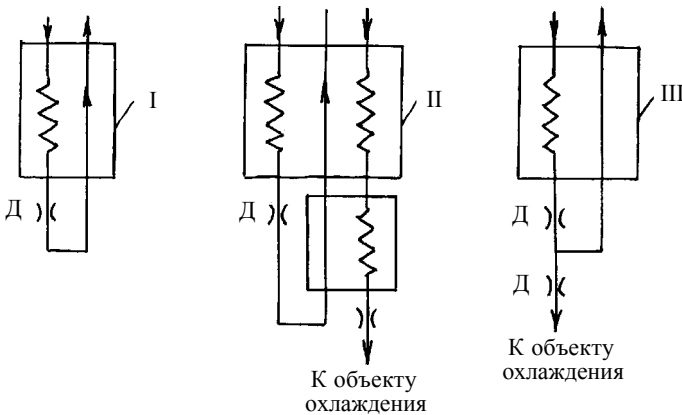 I
II
III
Д
Д
Д
Д
К объекту
охлаждения
К объекту
охлаждения